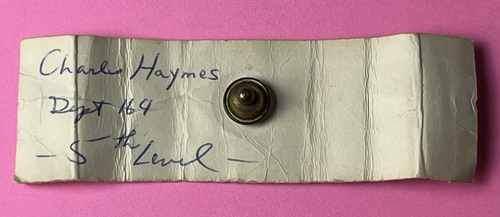 Charles Haymes
Dept 164
- 5th Level -